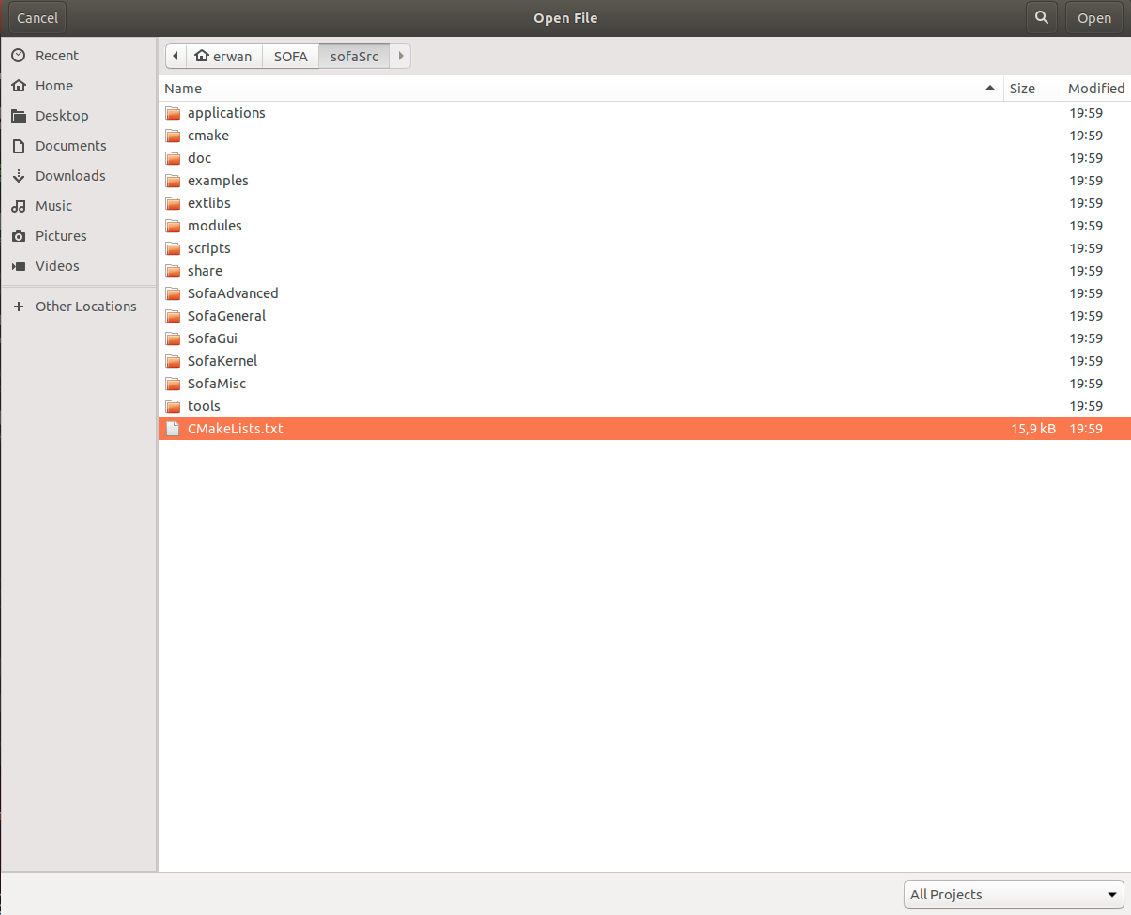 Cancel Open File Open
Recent
Home
Desktop
Documents
Downloads
Music
Pictures
Videos
Other Locations
erwan SOFA sofaSrc
Name Size Modified
applications 19:59
cmake 19:59
doc 19:59
examples 19:59
extlibs 19:59
modules 19:59
scripts 19:59
share 19:59
SofaAdvanced 19:59
SofaGeneral 19:59
SofaGui 19:59
SofaKernel 19:59
SofaMisc 19:59
tools 19:59
CMakeLists.txt 15,9 kB 19:59
All Projects